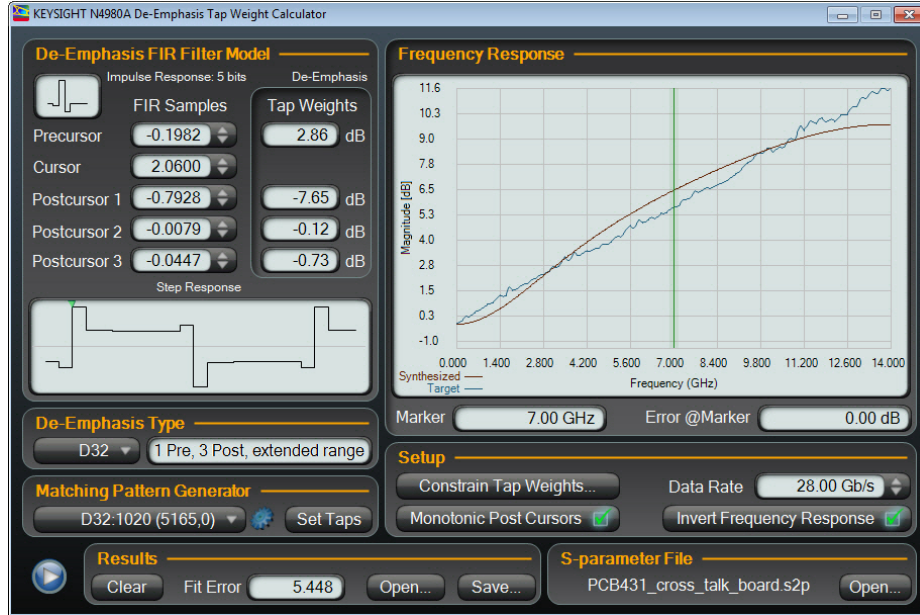 KEYSIGHT N4980A De-Emphasis Tap Weight Calculator
De-Emphasis FIR Filter Model
Impulse Response: 5 bits
De-Emphasis
FIR Samples
Tap Weights
Precursor -0.1982 2.86 dB
Cursor 2.0600
Postcursor 1 -0.7928 -7.65 dB
Postcursor 2 -0.0079 -0.12 dB
Postcursor 3 -0.0447 -0.73 dB
Step Response
De-Emphasis Type
D32 1 Pre, 3 Post, extended range
Matching Pattern Generator
D32:1020 (5165,0) Set Taps
Frequency Response
Magnitude [dB]
11.6
10.3
9.0
7.8
6.5
5.3
4.0
2.8
1.5
0.3
-1.0
0.000 1.400 2.800 4.200 5.600 7.000 8.400 9.800 11.200 12.600 14.000
Synthesized
Target
Frequency (GHz)
Marker 7.00 GHz Error @Marker 0.00 dB
Setup
Constrain Tap Weights... Data Rate 28.00 Gb/s
Monotonic Post Cursors Invert Frequency Response
Results
Clear Fit Error 5.448 Open... Save...
S-parameter File
PCB431_cross_talk_board.s2p Open...